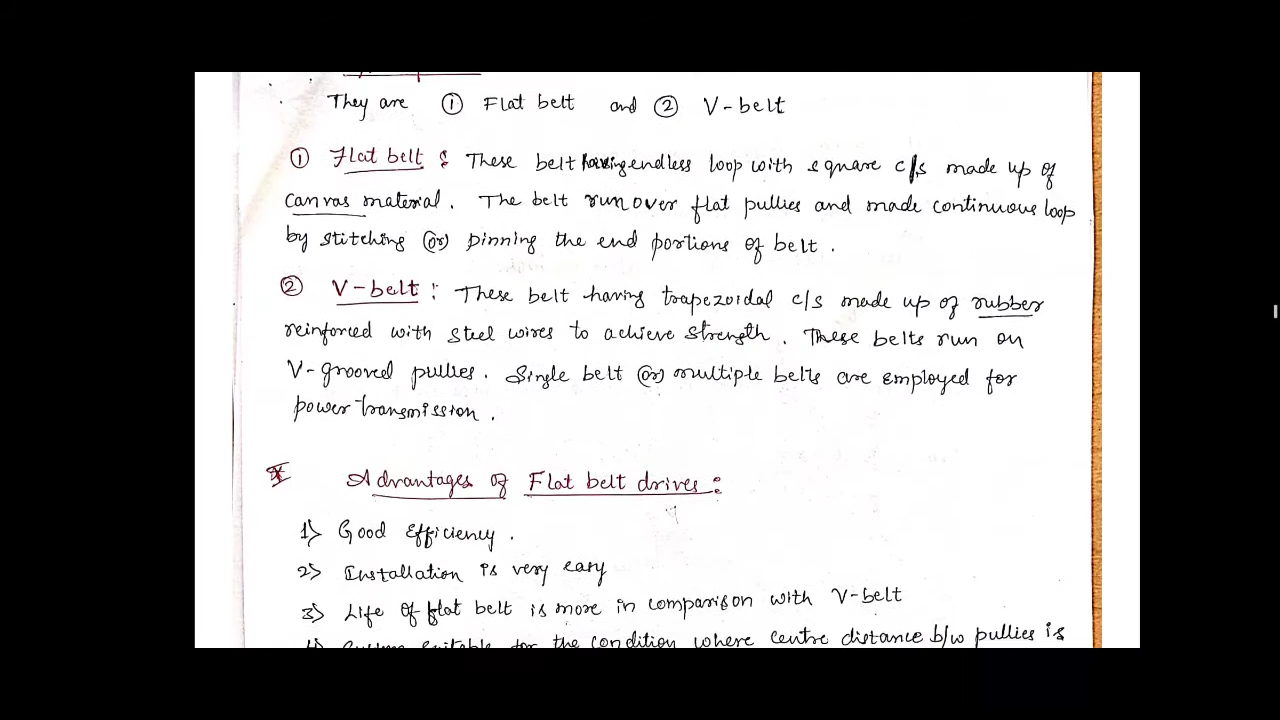 They are ① Flat belt and ② V-belt
① Flat belt : These belt having endless loop with square c/s made up of
canvas material. The belt run over flat pullies and made continuous loop
by stitching (or) pinning the end portions of belt.
② V-belt : These belt having trapezoidal c/s made up of rubber
reinforced with steel wires to achieve strength. These belts run on
V-grooved pullies. Single belt (or) multiple belts are employed for
power transmission.
* Advantages of Flat belt drives :
1) Good Efficiency.
2) Installation is very easy
3) Life of flat belt is more in comparison with V-belt
4) suitable for the condition where centre distance b/w pullies is